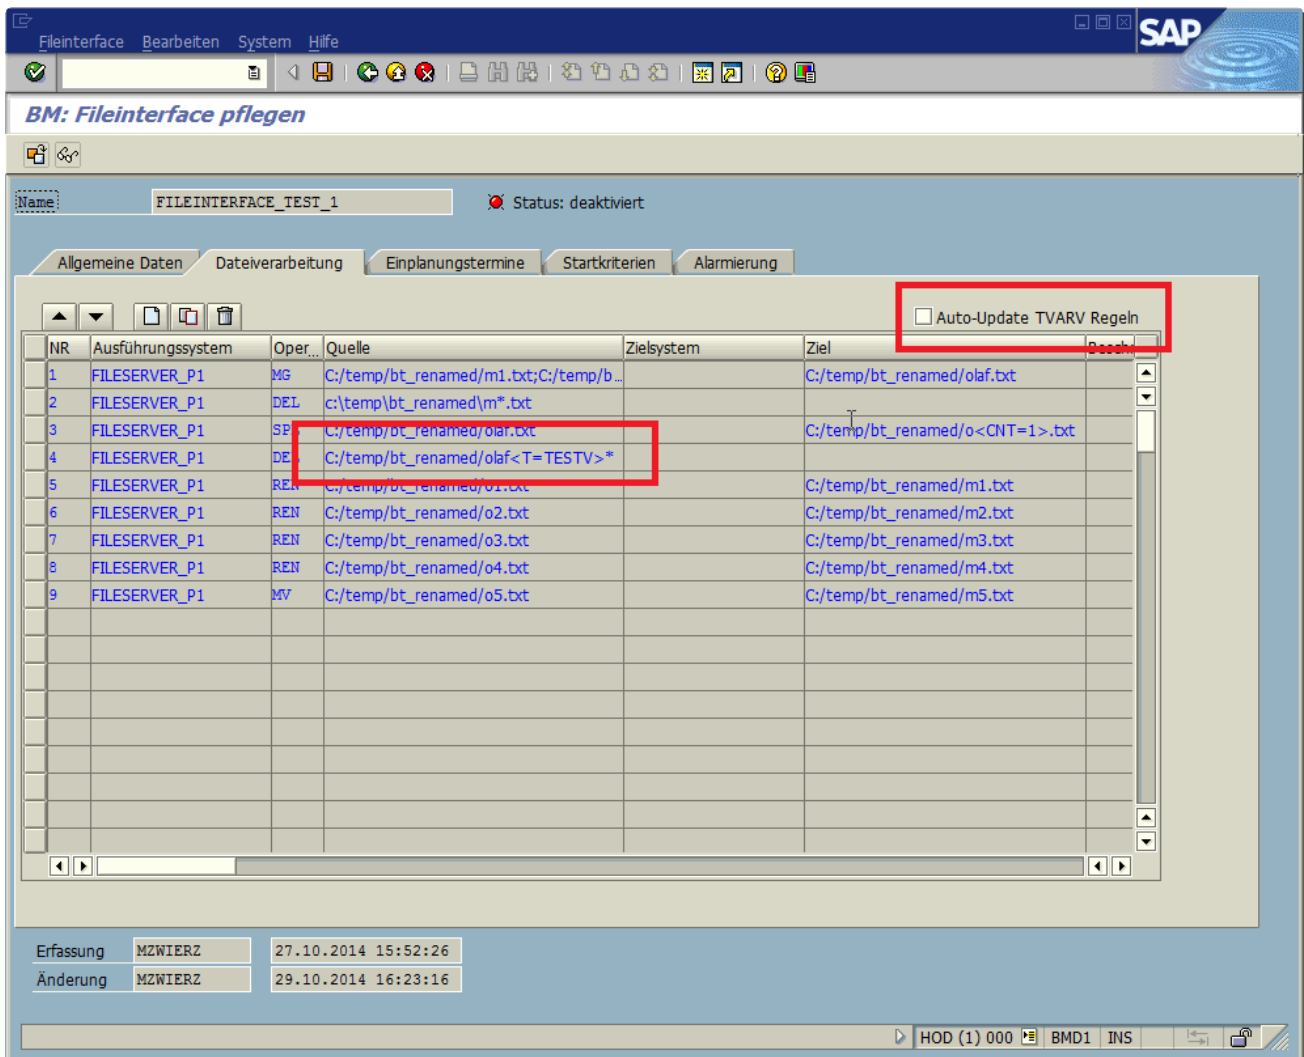 Fileinterface Bearbeiten System Hilfe
SAP
BM: Fileinterface pflegen
Name FILEINTERFACE_TEST_1 Status: deaktiviert
Allgemeine Daten Dateiverarbeitung Einplanungstermine Startkriterien Alarmierung
Auto-Update TVARV Regeln
NR Ausführungssystem Oper... Quelle Zielsystem Ziel
1 FILESERVER_P1 MG C:/temp/bt_renamed/m1.txt;C:/temp/b... C:/temp/bt_renamed/olaf.txt
2 FILESERVER_P1 DEL c:\temp\bt_renamed\m*.txt
3 FILESERVER_P1 C:/temp/bt_renamed/olaf.txt C:/temp/bt_renamed/o<CNT=1>.txt
4 FILESERVER_P1 C:/temp/bt_renamed/olaf<T=TESTV>*
5 FILESERVER_P1 REN C:/temp/bt_renamed/o1.txt C:/temp/bt_renamed/m1.txt
6 FILESERVER_P1 REN C:/temp/bt_renamed/o2.txt C:/temp/bt_renamed/m2.txt
7 FILESERVER_P1 REN C:/temp/bt_renamed/o3.txt C:/temp/bt_renamed/m3.txt
8 FILESERVER_P1 REN C:/temp/bt_renamed/o4.txt C:/temp/bt_renamed/m4.txt
9 FILESERVER_P1 MV C:/temp/bt_renamed/o5.txt C:/temp/bt_renamed/m5.txt
Erfassung MZWIERZ 27.10.2014 15:52:26
Änderung MZWIERZ 29.10.2014 16:23:16
HOD (1) 000 BMD1 INS